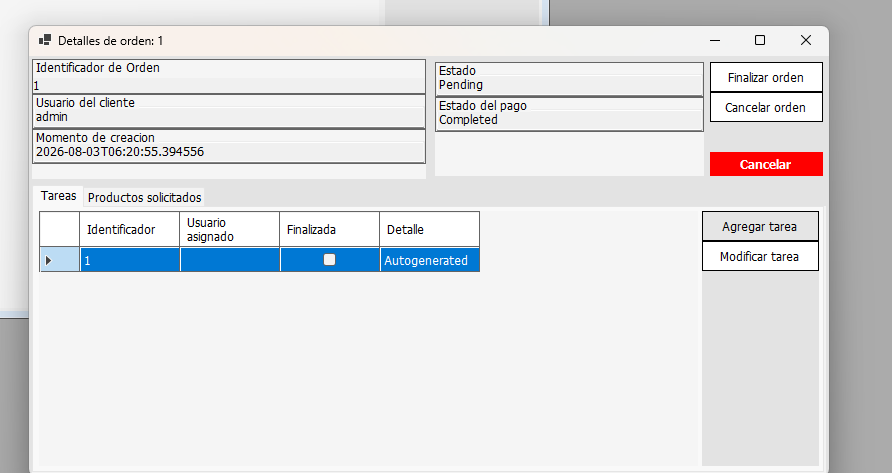 Detalles de orden: 1
Identificador de Orden
1
Usuario del cliente
admin
Momento de creacion
2026-08-03T06:20:55.394556
Estado
Pending
Estado del pago
Completed
Finalizar orden
Cancelar orden
Cancelar
Tareas
Productos solicitados
Identificador
Usuario
asignado
Finalizada
Detalle
1
Autogenerated
Agregar tarea
Modificar tarea